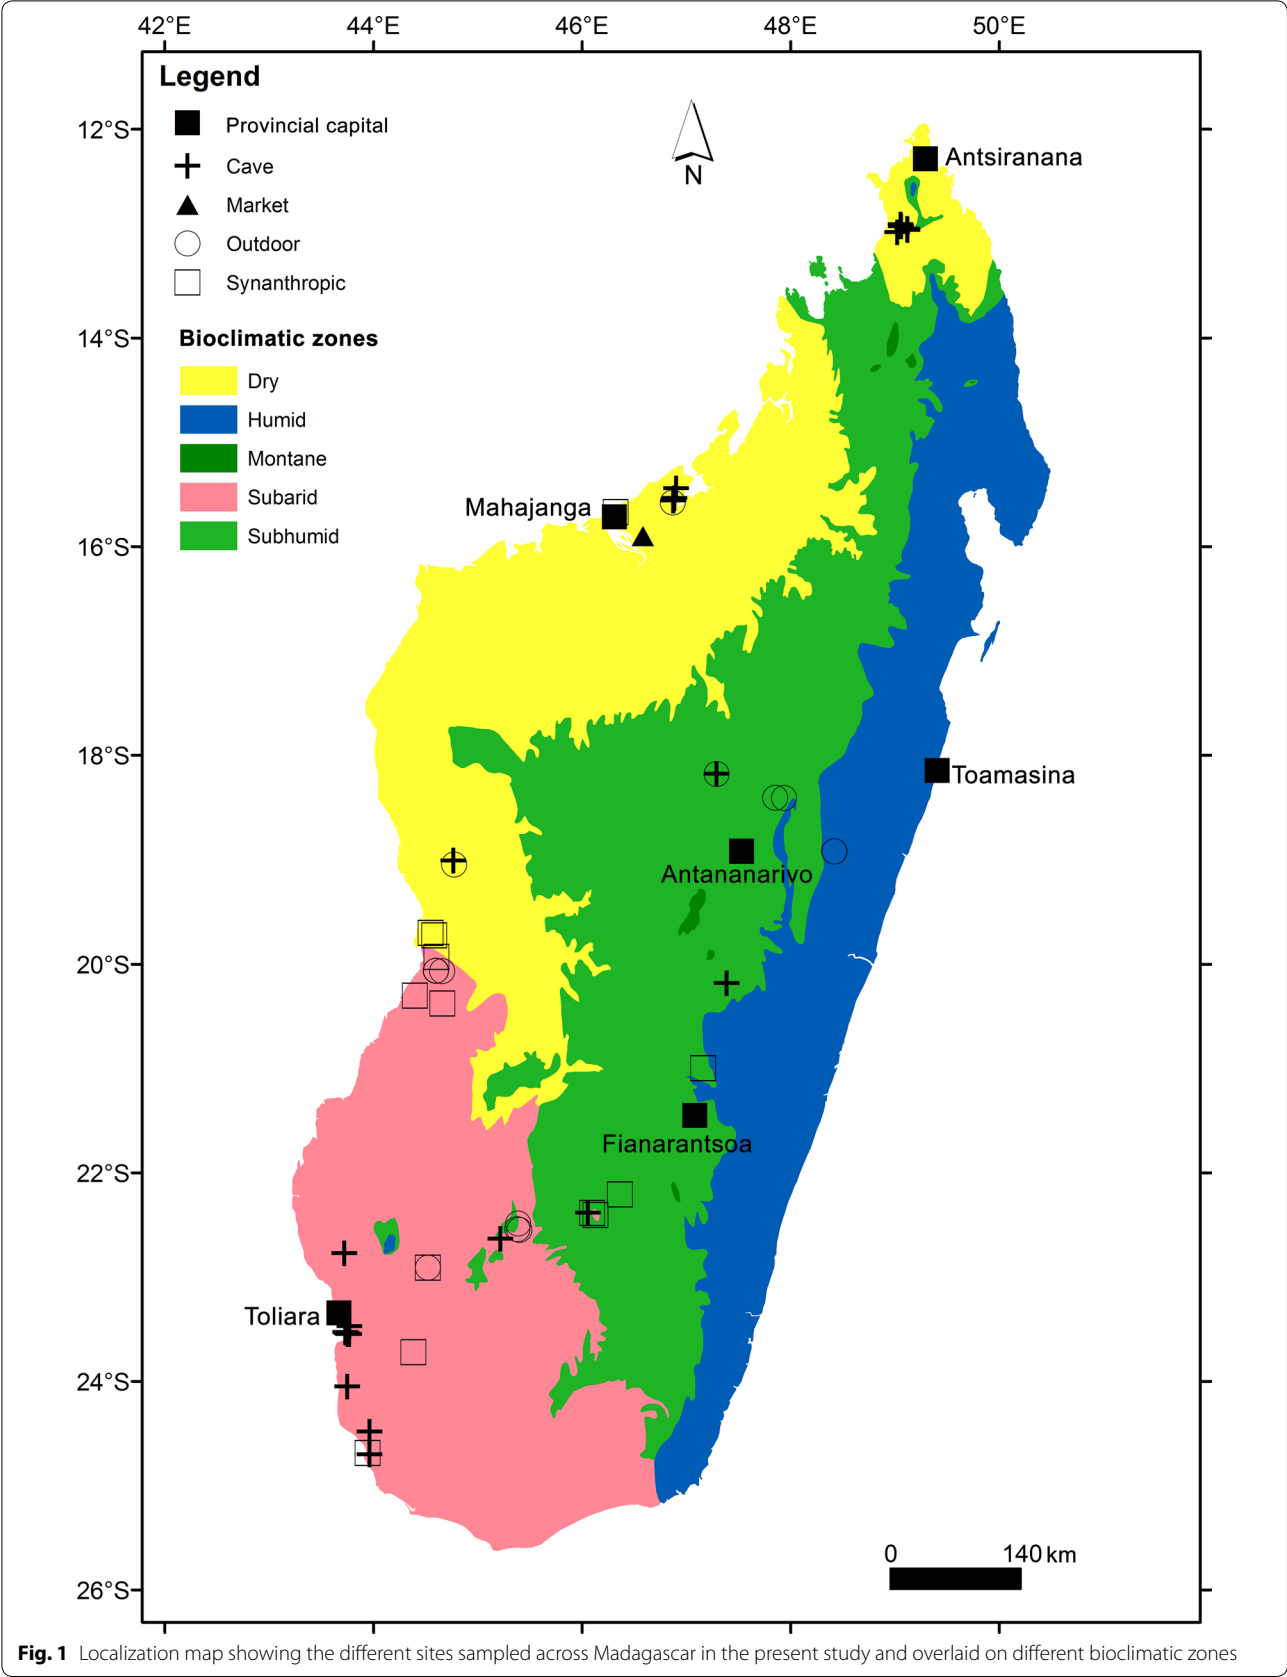 42°E 44°E 46°E 48°E 50°E
Legend
Provincial capital
Cave
Market
Outdoor
Synanthropic
Bioclimatic zones
Dry
Humid
Montane
Subarid
Subhumid
N
12°S
14°S
16°S
18°S
20°S
22°S
24°S
26°S
Antsiranana
Mahajanga
Toamasina
Antananarivo
Fianarantsoa
Toliara
0 140 km
Fig. 1 Localization map showing the different sites sampled across Madagascar in the present study and overlaid on different bioclimatic zones